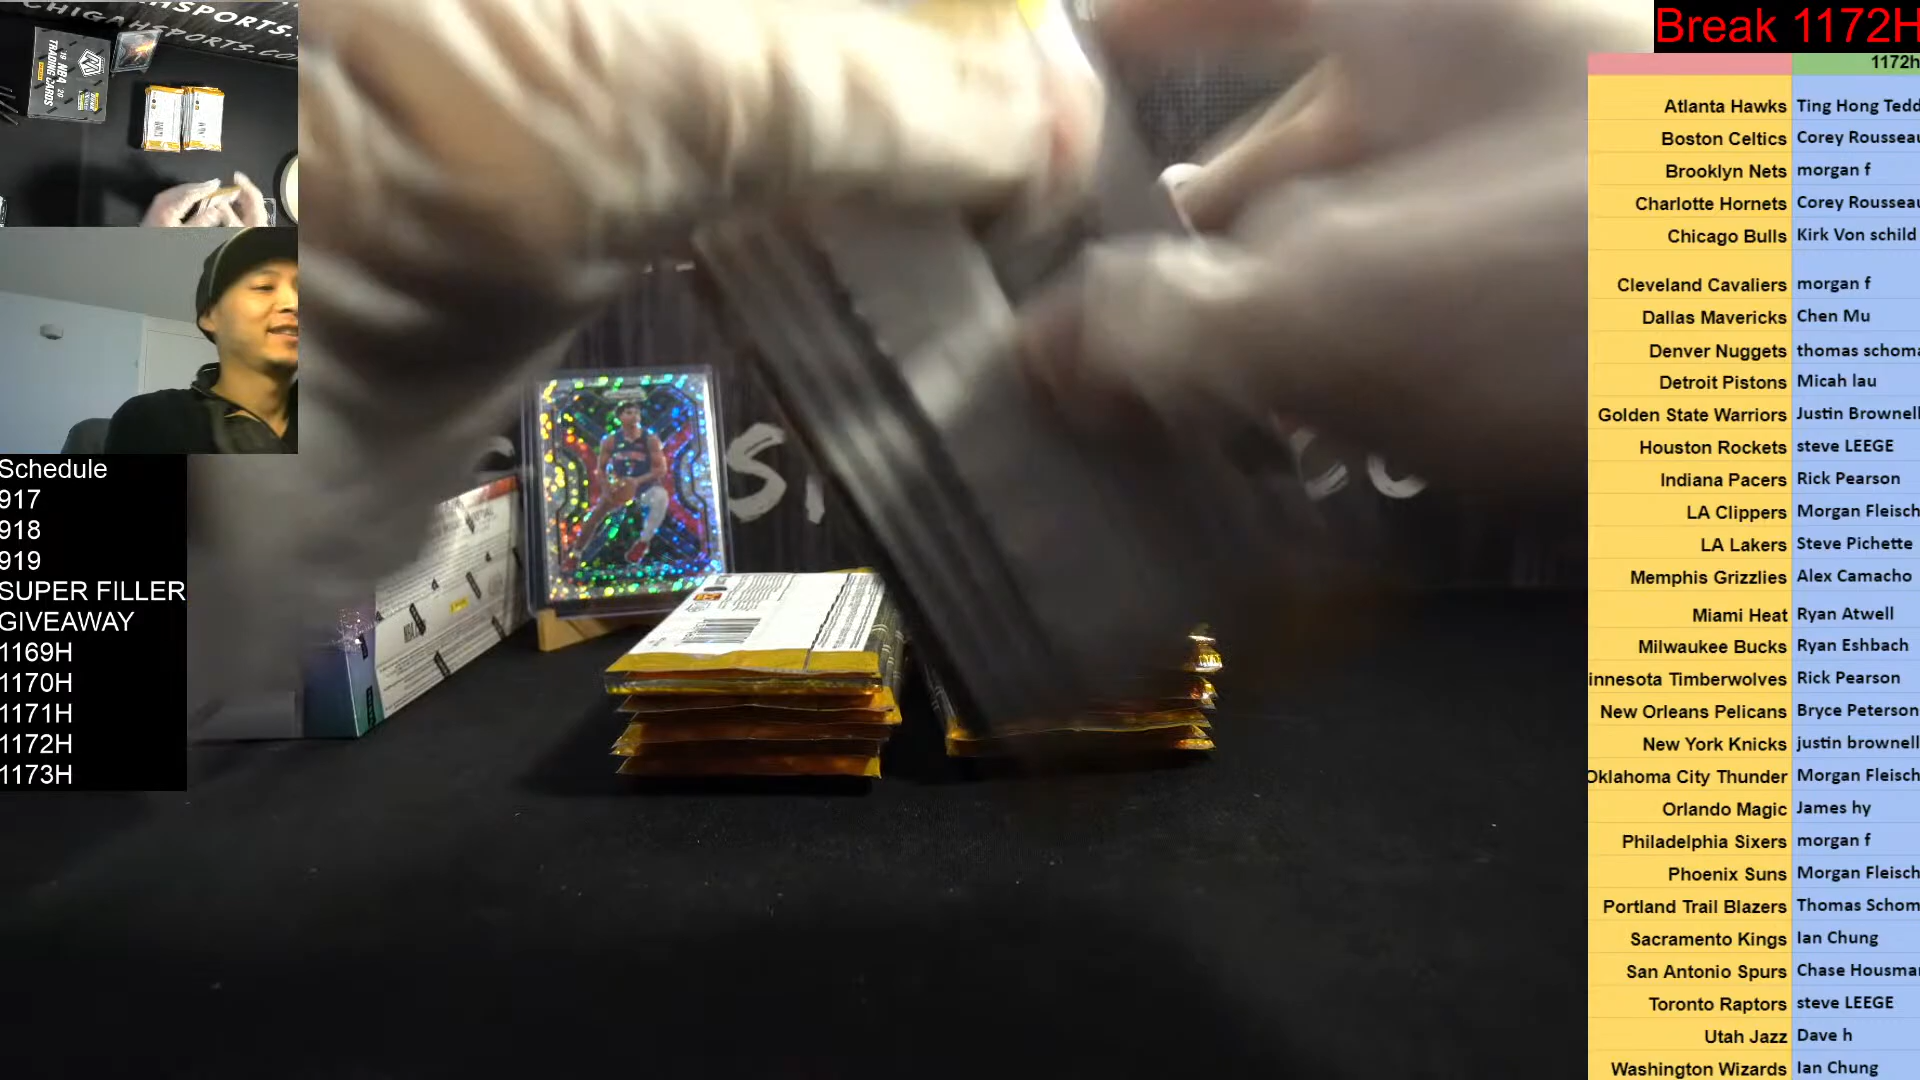 CHIGAHSPORTS.CO
19 20
NBA
TRADING CARDS
Schedule
917
918
919
SUPER FILLER
GIVEAWAY
1169H
1170H
1171H
1172H
1173H
Break 1172H
1172h
Atlanta Hawks Ting Hong Tedd
Boston Celtics Corey Rousseau
Brooklyn Nets morgan f
Charlotte Hornets Corey Rousseau
Chicago Bulls Kirk Von schild
Cleveland Cavaliers morgan f
Dallas Mavericks Chen Mu
Denver Nuggets thomas schoma
Detroit Pistons Micah lau
Golden State Warriors Justin Brownell
Houston Rockets steve LEEGE
Indiana Pacers Rick Pearson
LA Clippers Morgan Fleisch
LA Lakers Steve Pichette
Memphis Grizzlies Alex Camacho
Miami Heat Ryan Atwell
Milwaukee Bucks Ryan Eshbach
innesota Timberwolves Rick Pearson
New Orleans Pelicans Bryce Peterson
New York Knicks justin brownell
Oklahoma City Thunder Morgan Fleisch
Orlando Magic James hy
Philadelphia Sixers morgan f
Phoenix Suns Morgan Fleisch
Portland Trail Blazers Thomas Schom
Sacramento Kings Ian Chung
San Antonio Spurs Chase Housma
Toronto Raptors steve LEEGE
Utah Jazz Dave h
Washington Wizards Ian Chung